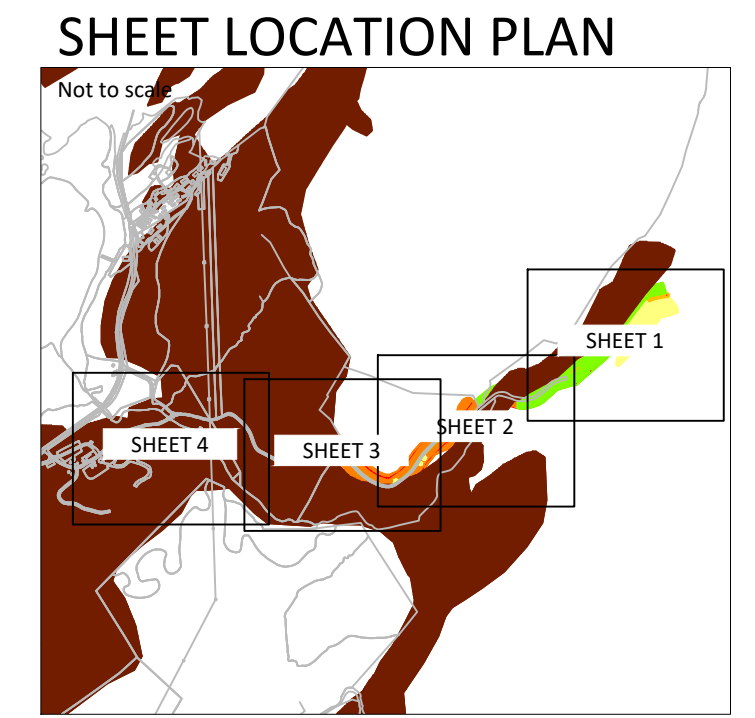 SHEET LOCATION PLAN
Not to scale
SHEET 1
SHEET 2
SHEET 3
SHEET 4